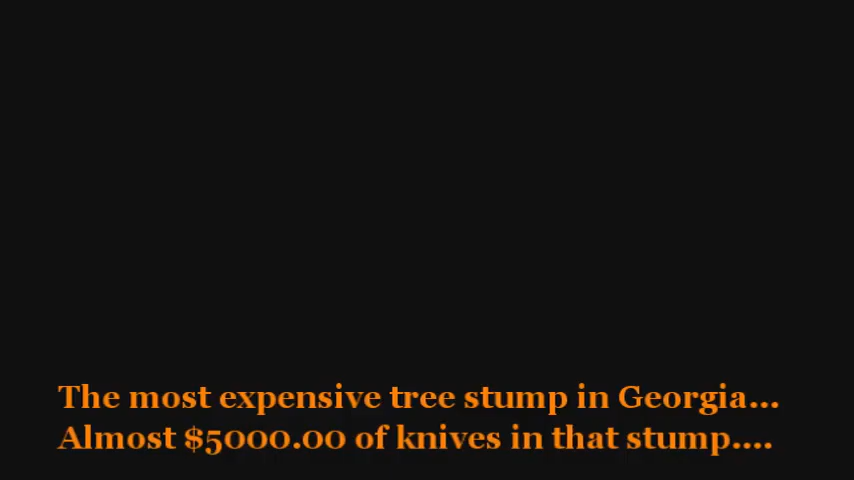 The most expensive tree stump in Georgia...
Almost $5000.00 of knives in that stump....